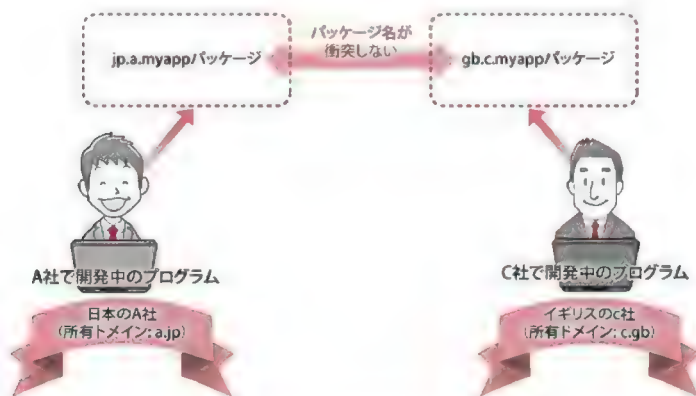 パッケージ名が
衝突しない
jp.a.myappパッケージ
gb.c.myappパッケージ
A社で開発中のプログラム
C社で開発中のプログラム
日本のA社
(所有ドメイン: a.jp)
イギリスのc社
(所有ドメイン: c.gb)